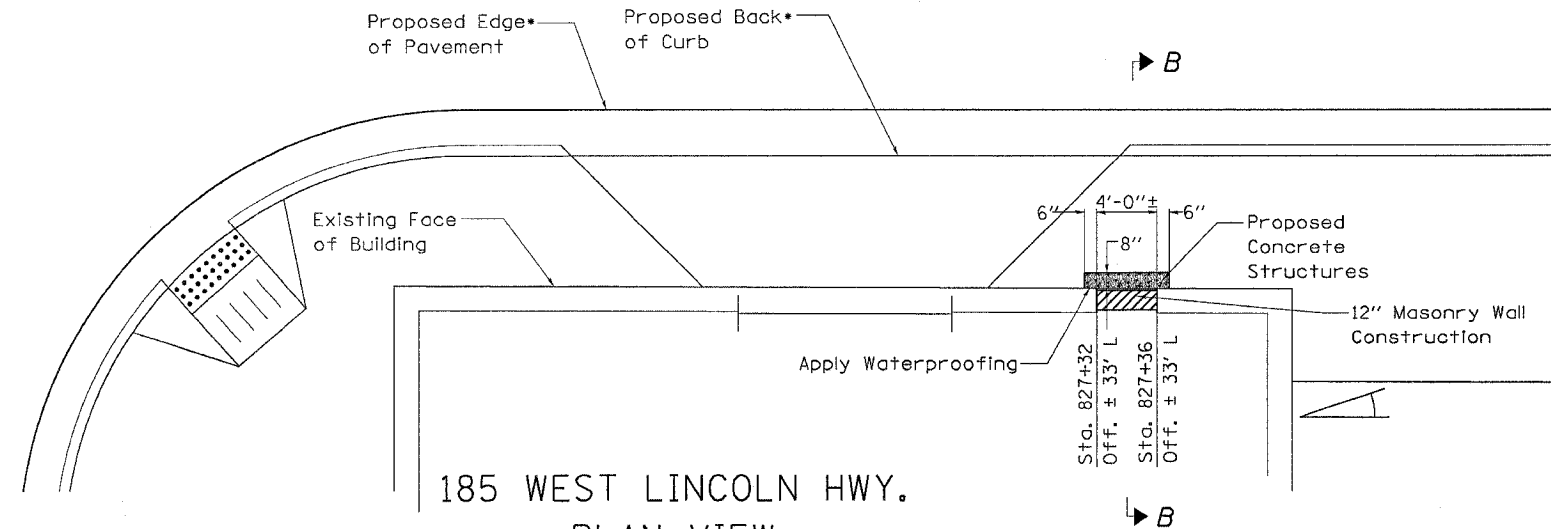 Proposed Edge*
of Pavement
Proposed Back*
of Curb
B
Existing Face
of Building
6"
4'-0"±
6"
8"
Proposed
Concrete
Structures
12" Masonry Wall
Construction
Apply Waterproofing
Sta. 827+32
Off. ± 33' L
Sta. 827+36
Off. ± 33' L
185 WEST LINCOLN HWY.
PLAN VIEW
B